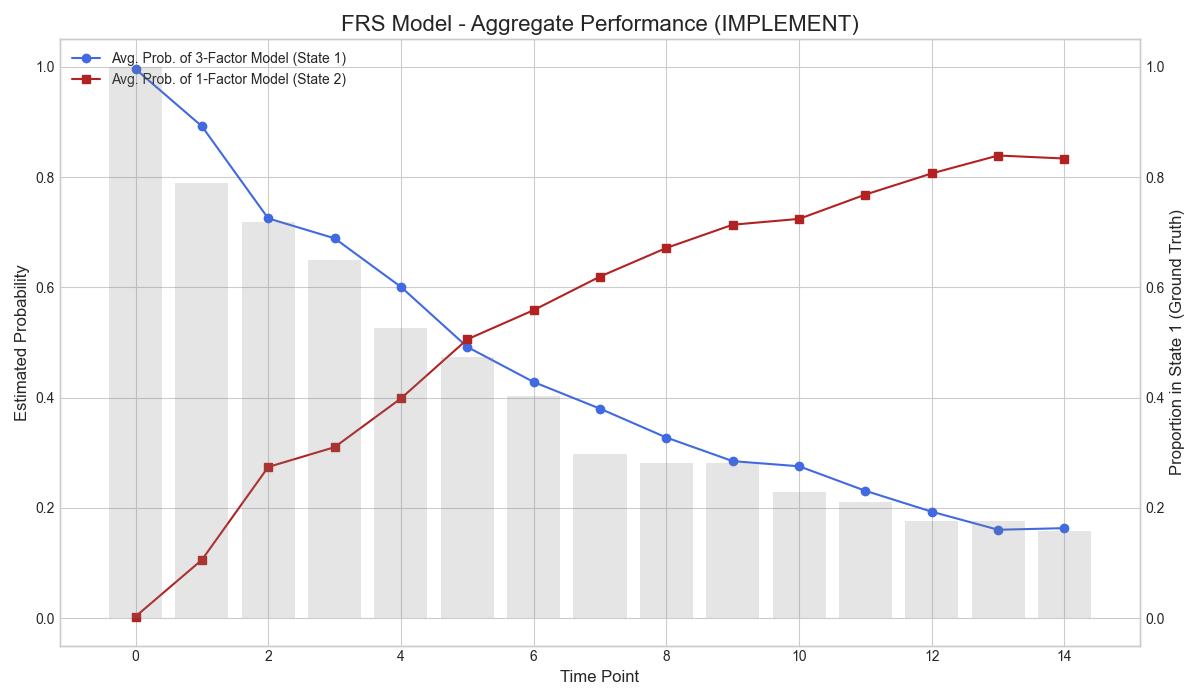 FRS Model - Aggregate Performance (IMPLEMENT)
Avg. Prob. of 3-Factor Model (State 1)
Avg. Prob. of 1-Factor Model (State 2)
Estimated Probability
1.0
0.8
0.6
0.4
0.2
0.0
0 2 4 6 8 10 12 14
Time Point
1.0
0.8
0.6
0.4
0.2
0.0
Proportion in State 1 (Ground Truth)